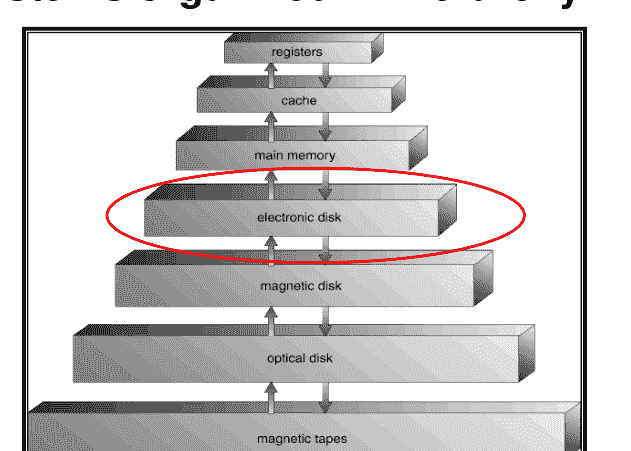 registers
cache
main memory
electronic disk
magnetic disk
optical disk
magnetic tapes